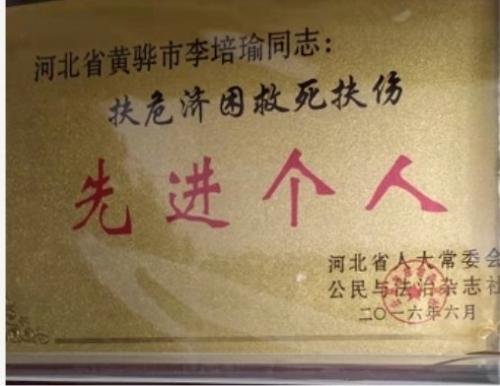 河北省黄骅市李培瑜同志：
扶危济困救死扶伤
先进个人
河北省人大常委会
公民与法治杂志社
二〇一六年六月